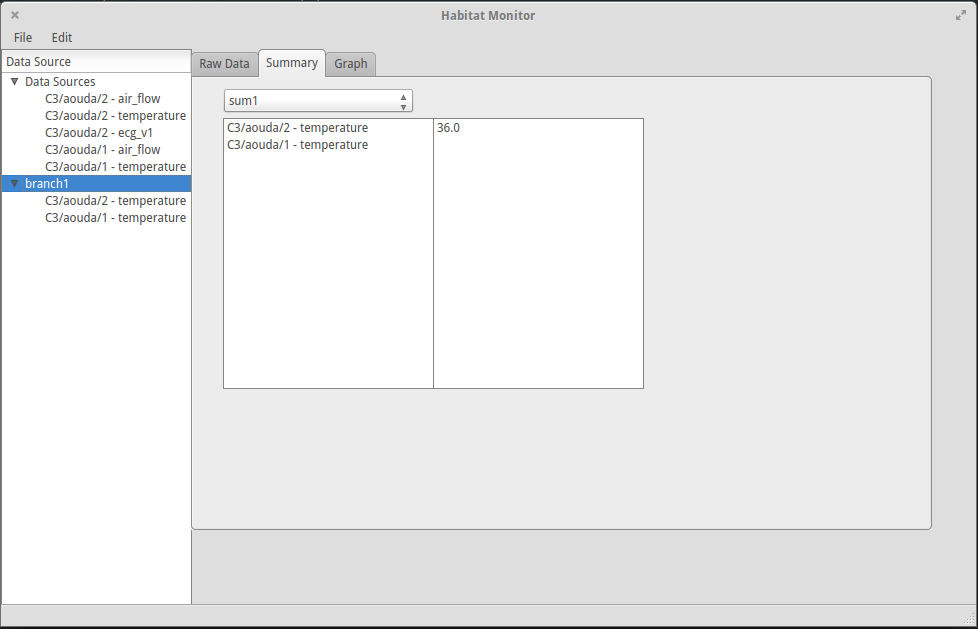 Habitat Monitor
File Edit
Data Source
Data Sources
C3/aouda/2 - air_flow
C3/aouda/2 - temperature
C3/aouda/2 - ecg_v1
C3/aouda/1 - air_flow
C3/aouda/1 - temperature
branch1
C3/aouda/2 - temperature
C3/aouda/1 - temperature
Raw Data Summary Graph
sum1
C3/aouda/2 - temperature 36.0
C3/aouda/1 - temperature